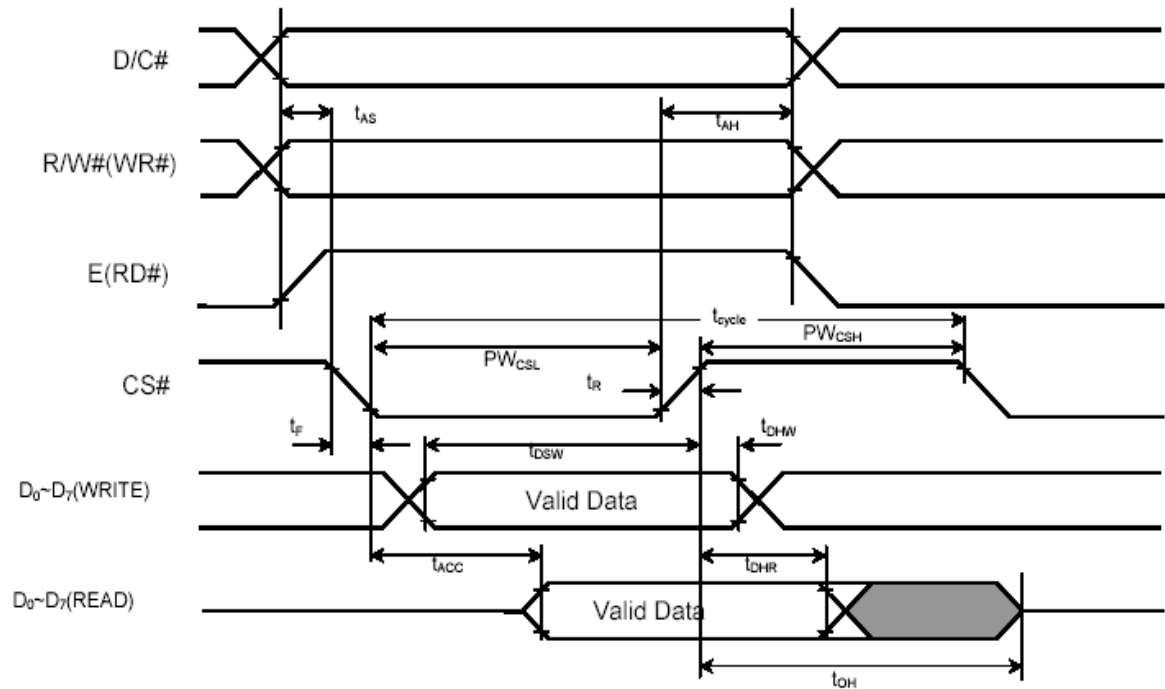 D/C#
tAS
tAH
R/W#(WR#)
E(RD#)
tcycle
PWCSL
PWCSH
CS#
tR
tF
tDSW
tDHW
D0~D7(WRITE)
Valid Data
tACC
tDHR
D0~D7(READ)
Valid Data
tOH